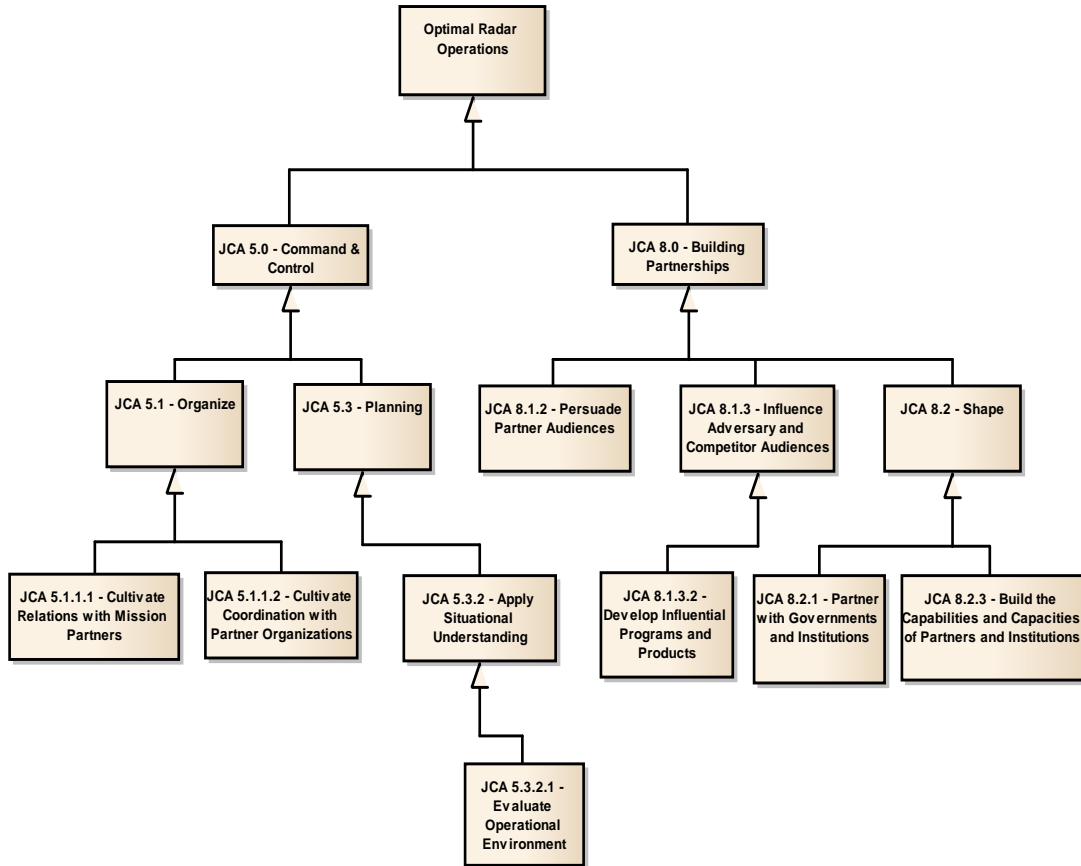 Optimal Radar
Operations
JCA 5.0 - Command &
Control
JCA 8.0 - Building
Partnerships
JCA 5.1 - Organize
JCA 5.3 - Planning
JCA 8.1.2 - Persuade
Partner Audiences
JCA 8.1.3 - Influence
Adversary and
Competitor Audiences
JCA 8.2 - Shape
JCA 5.1.1.1 - Cultivate
Relations with Mission
Partners
JCA 5.1.1.2 - Cultivate
Coordination with
Partner Organizations
JCA 5.3.2 - Apply
Situational
Understanding
JCA 8.1.3.2 -
Develop Influential
Programs and
Products
JCA 8.2.1 - Partner
with Governments
and Institutions
JCA 8.2.3 - Build the
Capabilities and Capacities
of Partners and Institutions
JCA 5.3.2.1 -
Evaluate
Operational
Environment